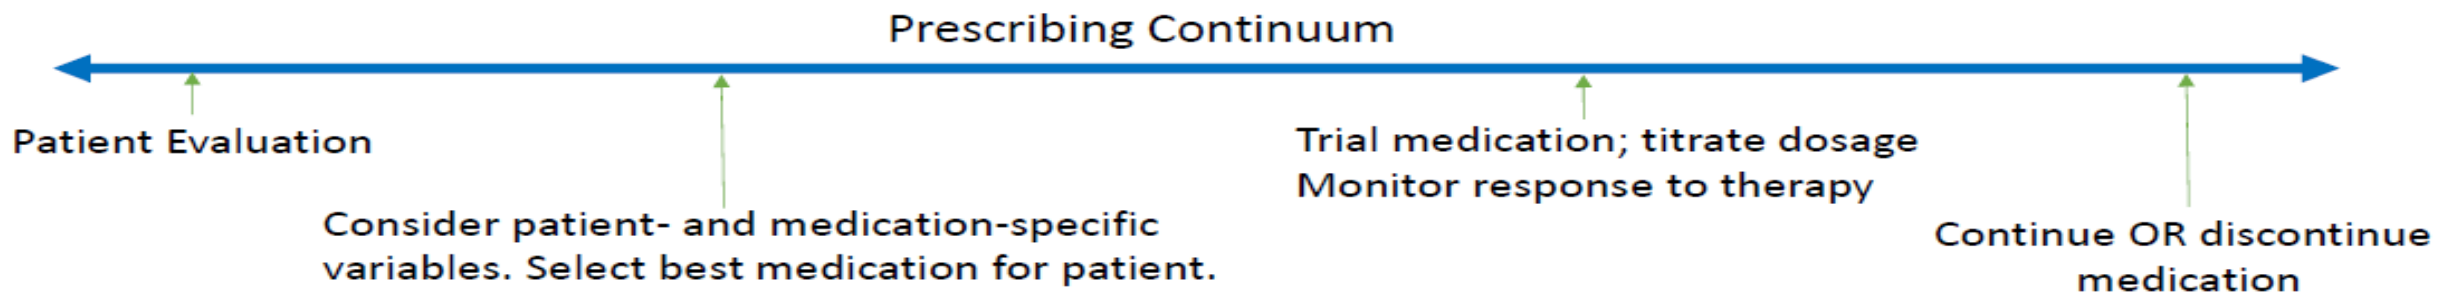 Prescribing Continuum
Patient Evaluation
Consider patient- and medication-specific
variables. Select best medication for patient.
Trial medication; titrate dosage
Monitor response to therapy
Continue OR discontinue
medication